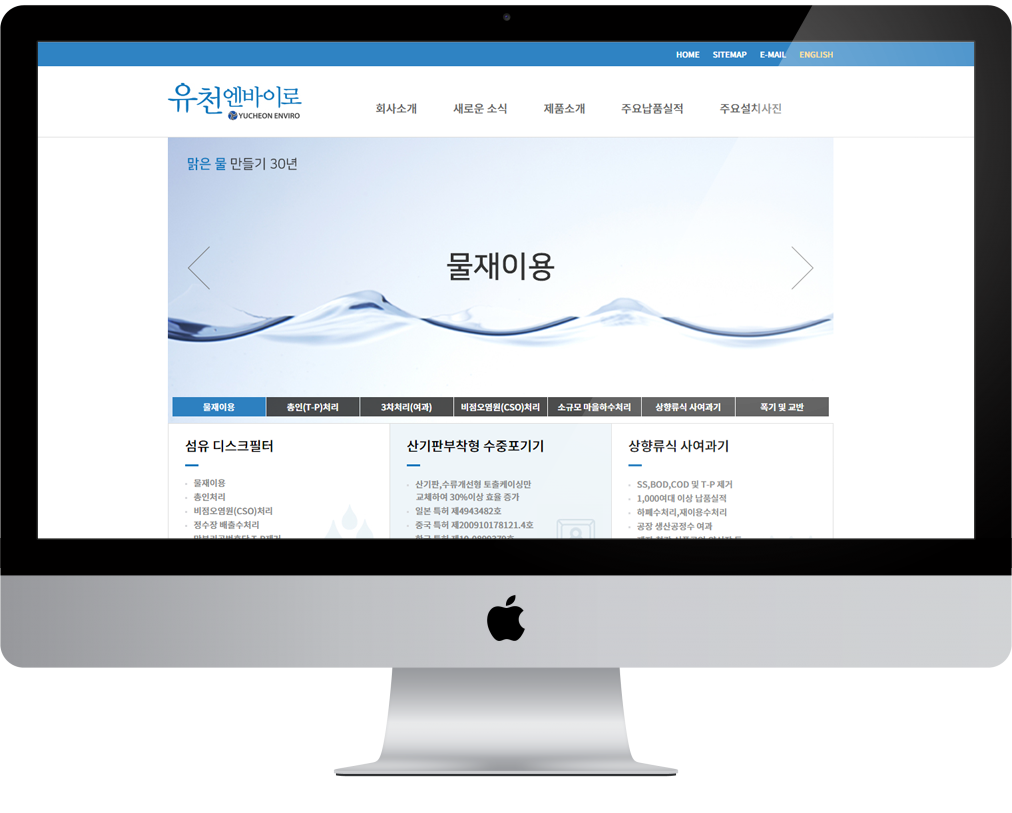 HOME SITEMAP E-MAIL ENGLISH
유천엔바이로
YUCHEON ENVIRO
회사소개 새로운 소식 제품소개 주요납품실적 주요설치사진
맑은 물 만들기 30년
물재이용
물재이용 총인(T-P)처리 3차처리(여과) 비점오염원(CSO)처리 소규모 마을하수처리 상향류식 사여과기 폭기 및 교반
섬유 디스크필터
물재이용
총인처리
비점오염원(CSO)처리
정수장 배출수처리
산기판부착형 수중포기기
산기판,수류개선형 토출케이싱만
교체하여 30%이상 효율 증가
일본 특허 제4943482호
중국 특허 제200910178121.4호
상향류식 사여과기
SS,BOD,COD 및 T-P 제거
1,000여대 이상 납품실적
하폐수처리,재이용수처리
공장 생산공정수 여과